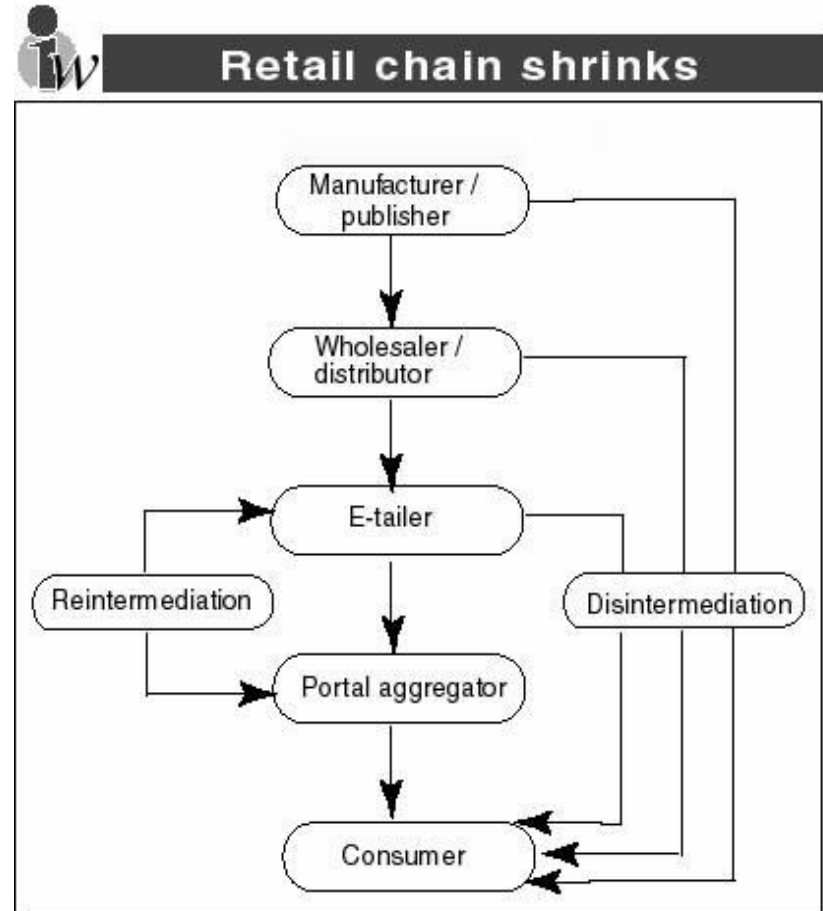 iw
Retail chain shrinks
Manufacturer /
publisher
Wholesaler /
distributor
E-tailer
Reintermediation
Disintermediation
Portal aggregator
Consumer